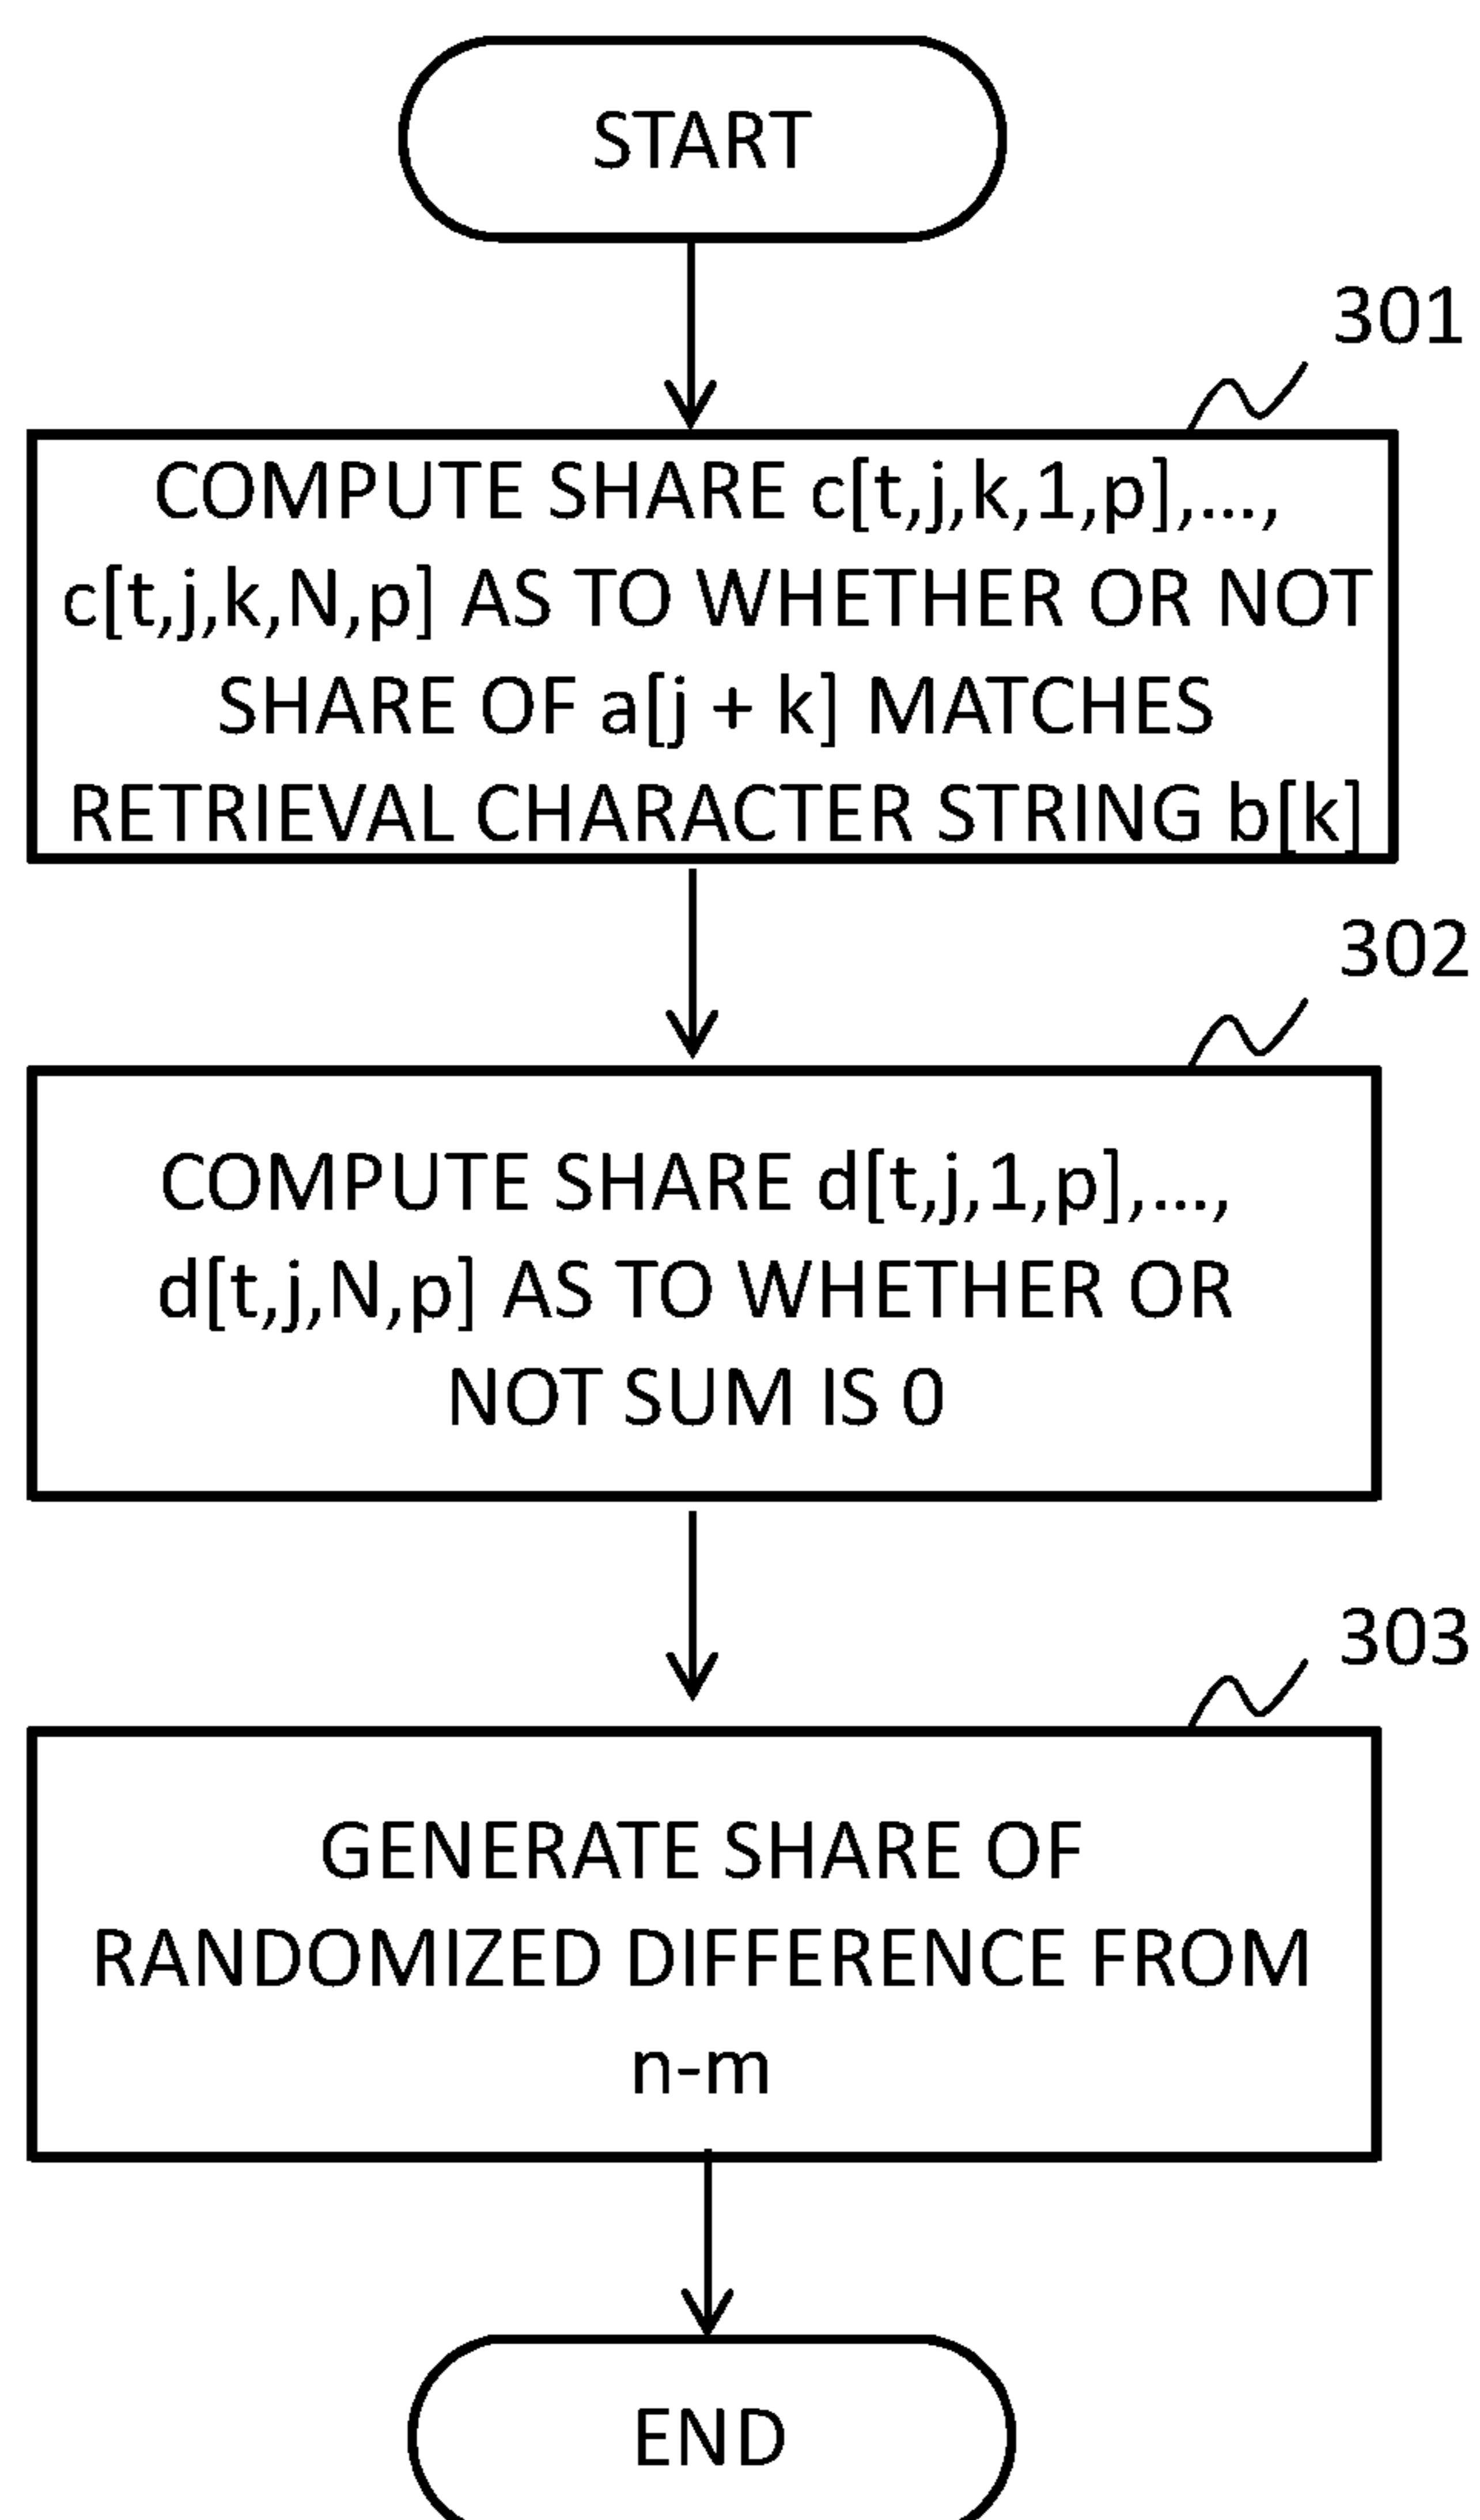 START
301
COMPUTE SHARE c[t,j,k,1,p],...,
c[t,j,k,N,p] AS TO WHETHER OR NOT
SHARE OF a[j + k] MATCHES
RETRIEVAL CHARACTER STRING b[k]
302
COMPUTE SHARE d[t,j,1,p],...,
d[t,j,N,p] AS TO WHETHER OR
NOT SUM IS 0
303
GENERATE SHARE OF
RANDOMIZED DIFFERENCE FROM
n-m
END